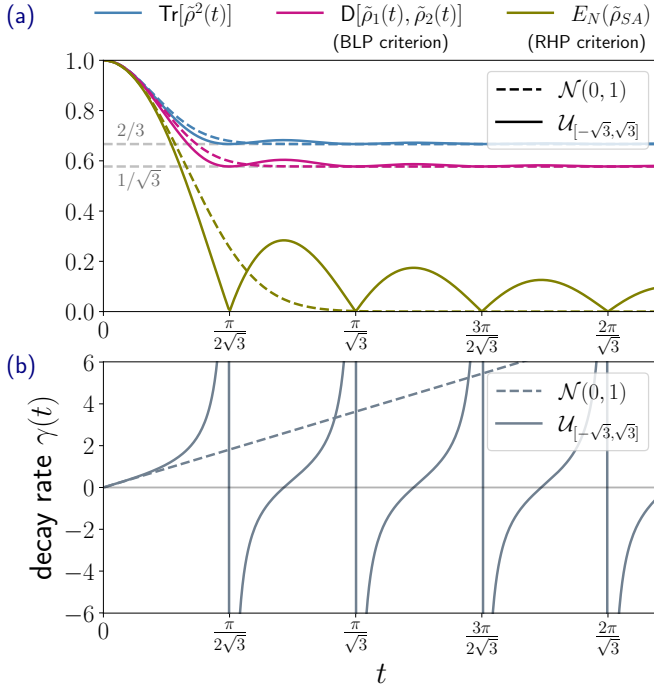 (a)
Tr[ρ̃²(t)]
D[ρ̃₁(t), ρ̃₂(t)]
(BLP criterion)
E_N(ρ̃_SA)
(RHP criterion)
1.0
0.8
0.6
0.4
0.2
0.0
2/3
1/√3
𝒩(0, 1)
𝒰_[−√3,√3]
0
π/2√3
π/√3
3π/2√3
2π/√3
(b)
decay rate γ(t)
6
4
2
0
−2
−4
−6
𝒩(0, 1)
𝒰_[−√3,√3]
0
π/2√3
π/√3
3π/2√3
2π/√3
t